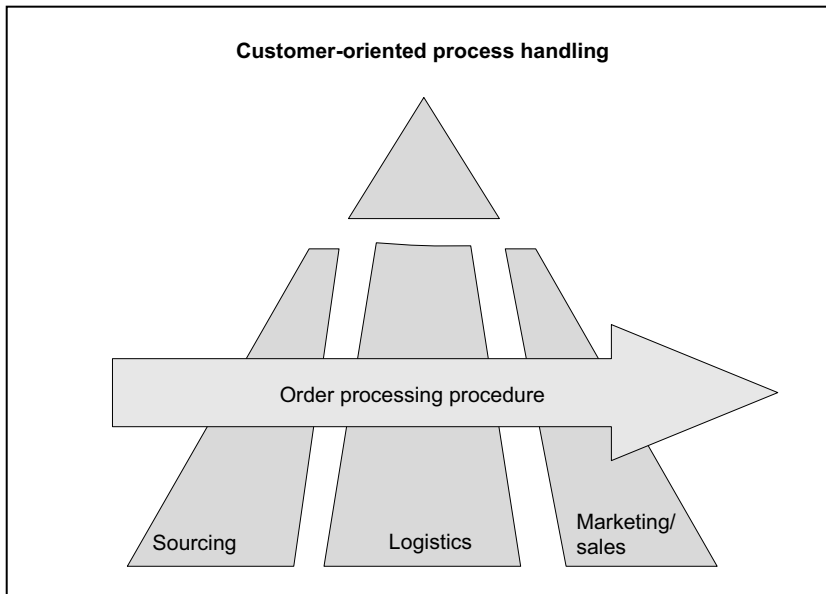 Customer-oriented process handling
Order processing procedure
Sourcing
Logistics
Marketing/
sales